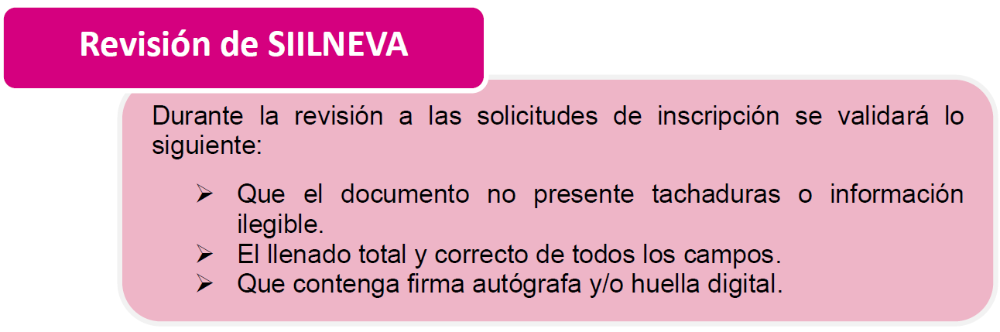 Revisión de SIILNEVA
Durante la revisión a las solicitudes de inscripción se validará lo
siguiente:
➢ Que el documento no presente tachaduras o información
ilegible.
➢ El llenado total y correcto de todos los campos.
➢ Que contenga firma autógrafa y/o huella digital.